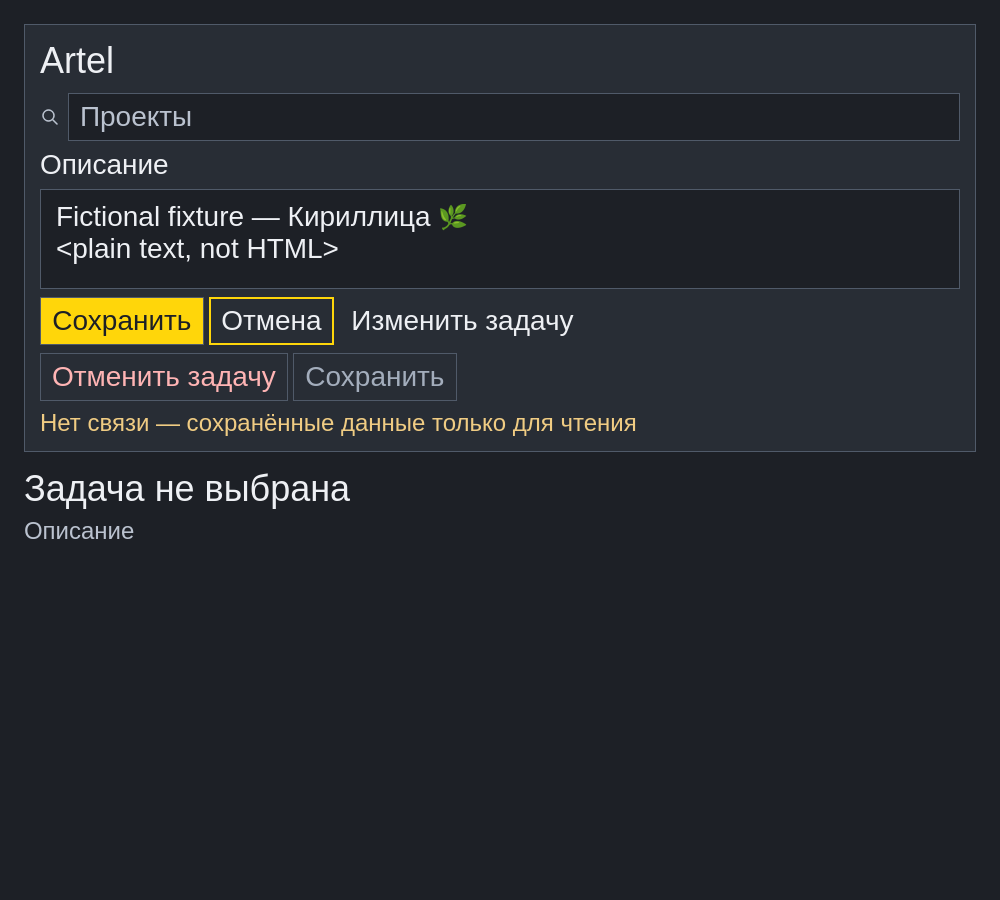 Artel
Проекты
Описание
Fictional fixture — Кириллица 🌿
<plain text, not HTML>
Сохранить Отмена Изменить задачу
Отменить задачу Сохранить
Нет связи — сохранённые данные только для чтения
Задача не выбрана
Описание